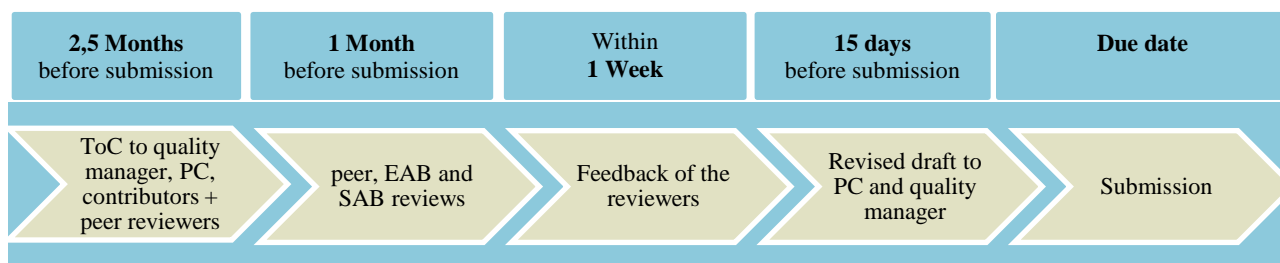 2,5 Months
before submission
1 Month
before submission
Within
1 Week
15 days
before submission
Due date
ToC to quality
manager, PC,
contributors +
peer reviewers
peer, EAB and
SAB reviews
Feedback of the
reviewers
Revised draft to
PC and quality
manager
Submission